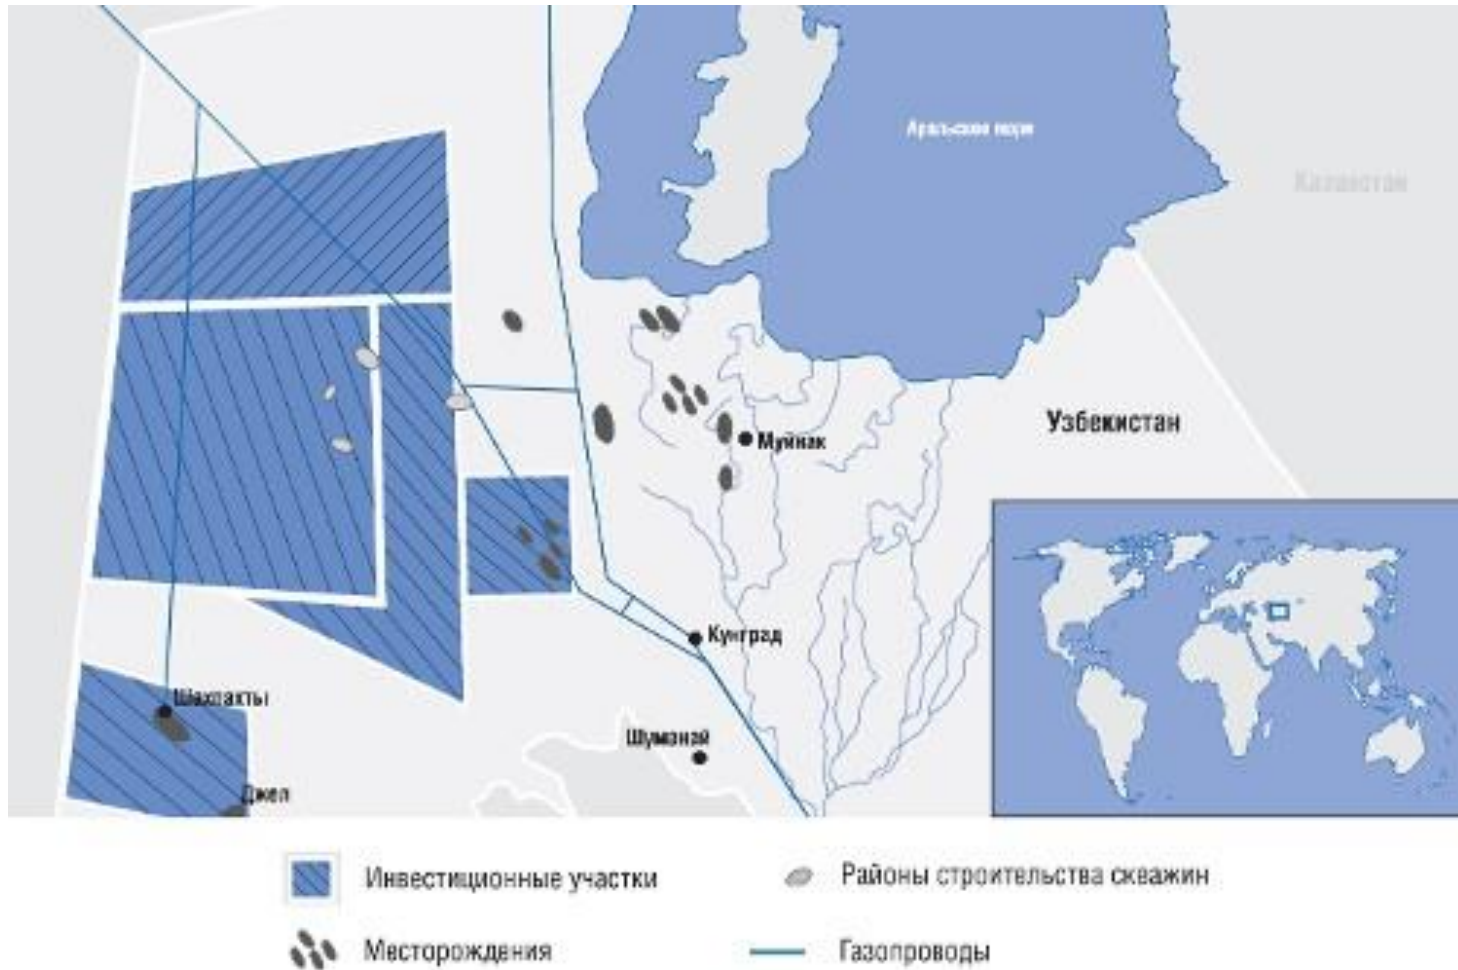 Аральское море
Казахстан
Узбекистан
Муйнак
Кунград
Шахпахты
Шуманай
Джел
Инвестиционные участки
Районы строительства скважин
Месторождения
Газопроводы